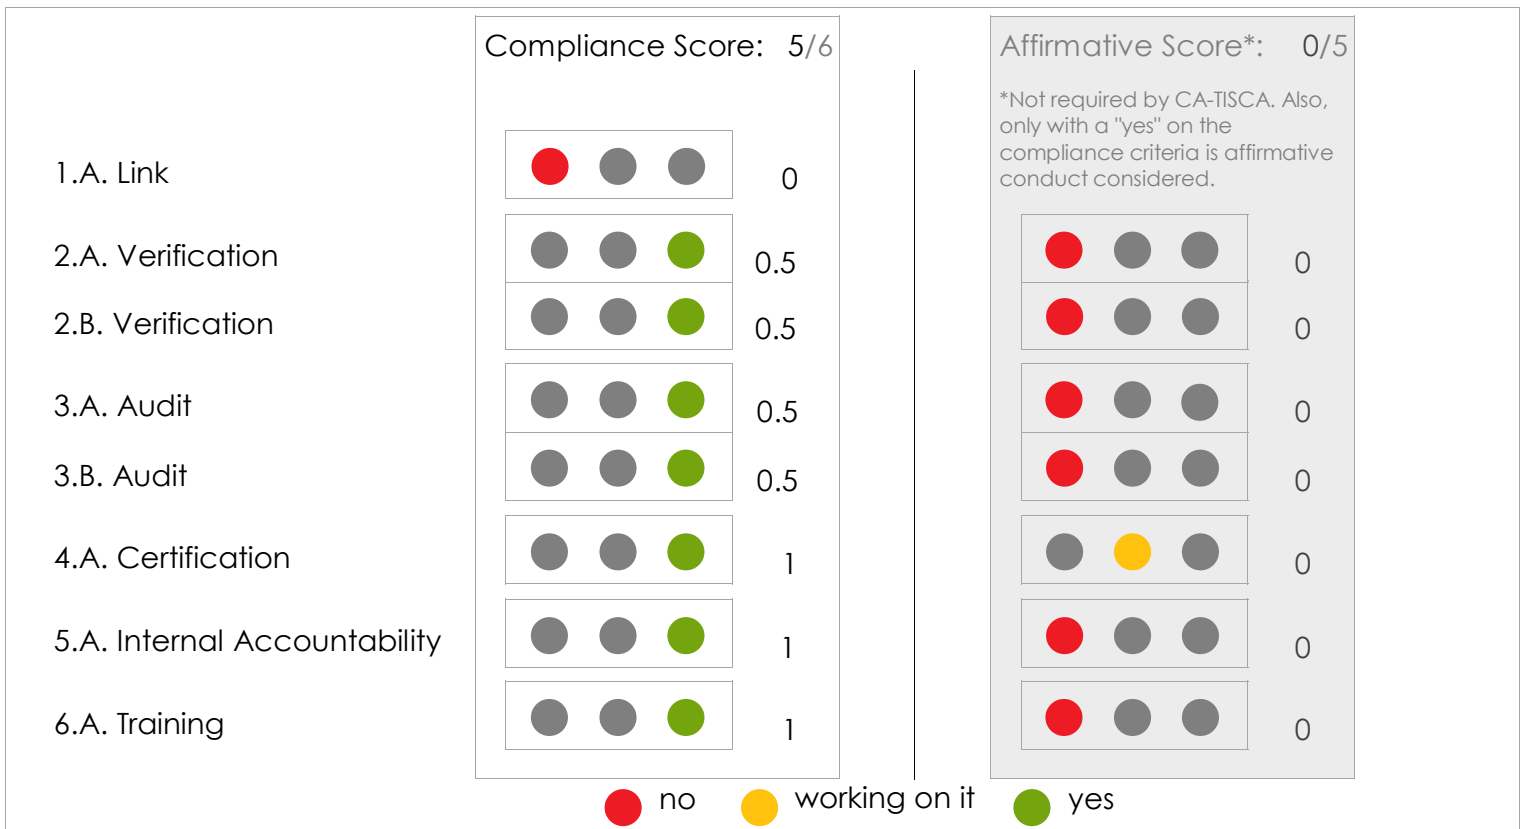 Compliance Score: 5/6
Affirmative Score*: 0/5
*Not required by CA-TISCA. Also,
only with a "yes" on the
compliance criteria is affirmative
conduct considered.
1.A. Link 0
2.A. Verification 0.5 0
2.B. Verification 0.5 0
3.A. Audit 0.5 0
3.B. Audit 0.5 0
4.A. Certification 1 0
5.A. Internal Accountability 1 0
6.A. Training 1 0
no working on it yes